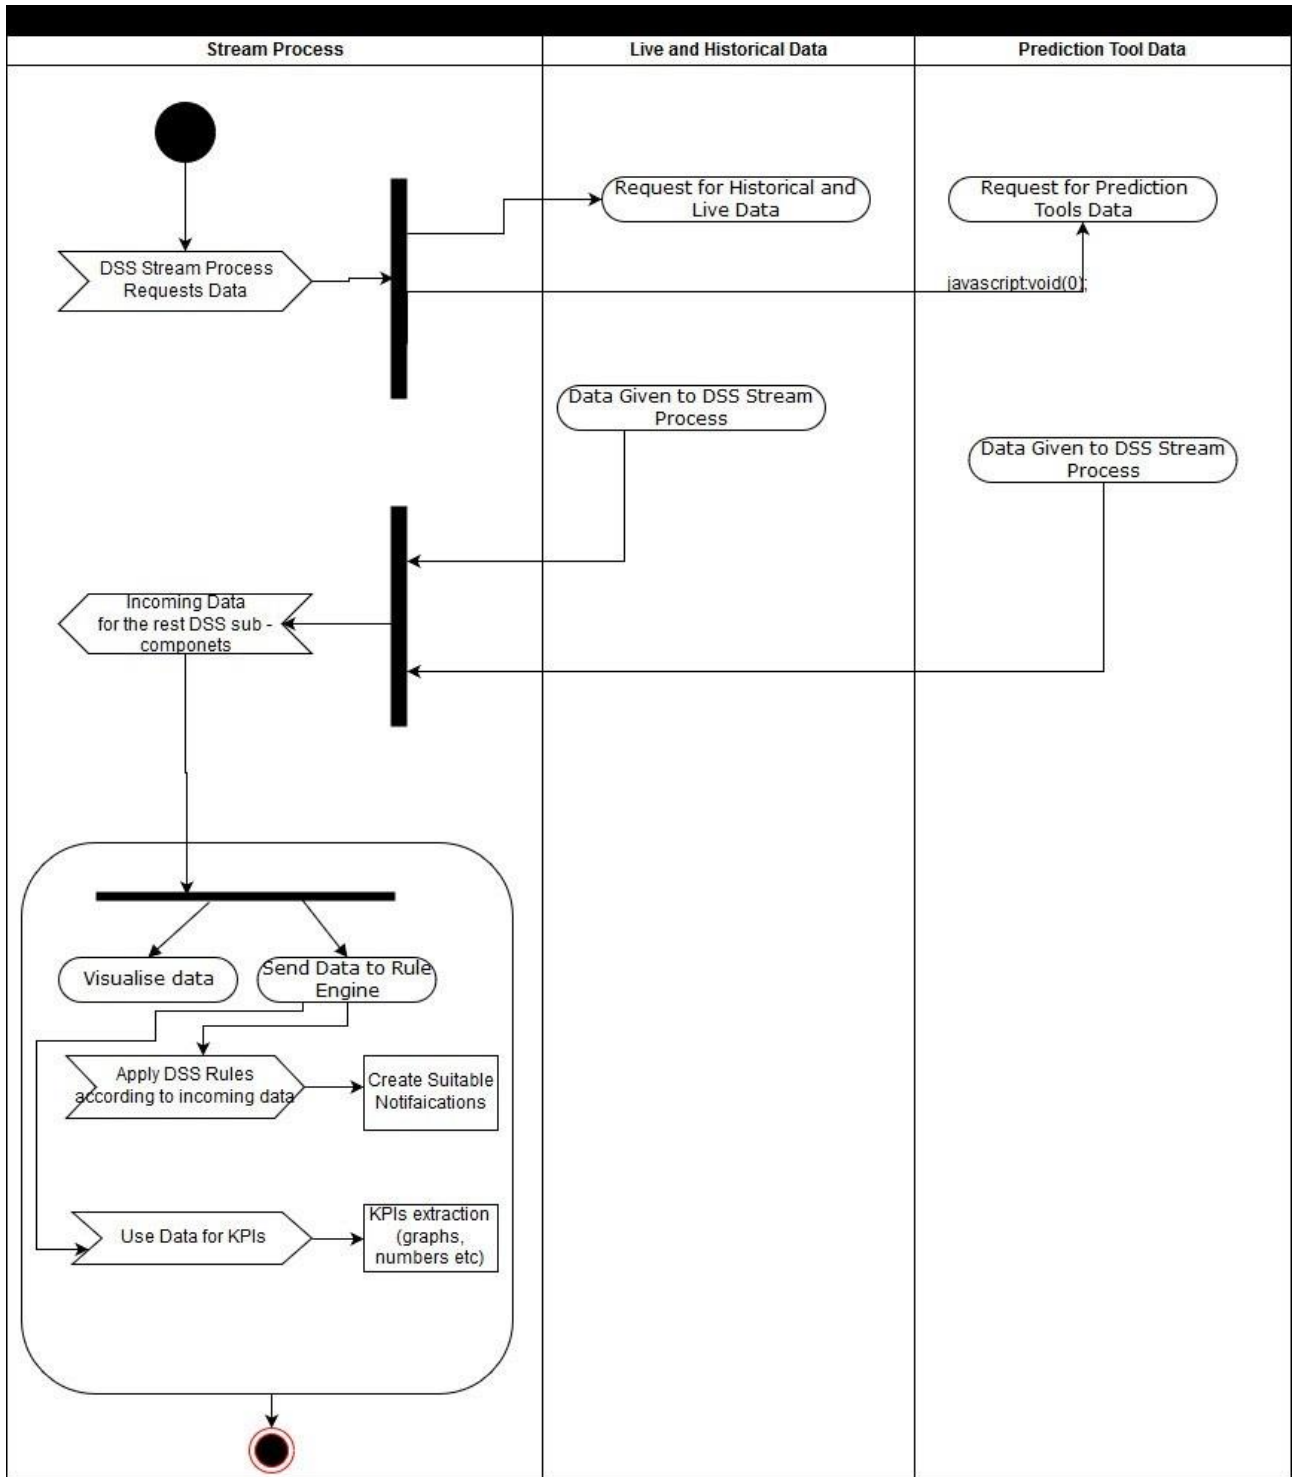 Stream Process
Live and Historical Data
Prediction Tool Data
Request for Historical and
Live Data
Request for Prediction
Tools Data
DSS Stream Process
Requests Data
javascript:void(0);
Data Given to DSS Stream
Process
Data Given to DSS Stream
Process
Incoming Data
for the rest DSS sub -
componets
Visualise data
Send Data to Rule
Engine
Apply DSS Rules
according to incoming data
Create Suitable
Notifaications
Use Data for KPIs
KPIs extraction
(graphs,
numbers etc)